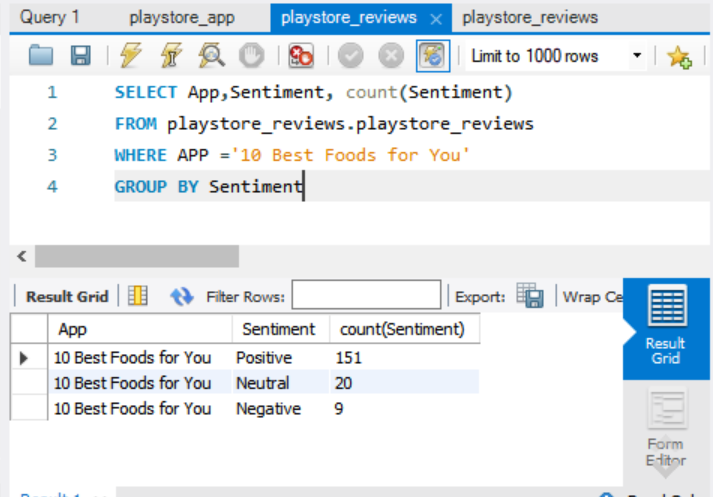 Query 1 playstore_app playstore_reviews × playstore_reviews
Limit to 1000 rows
1 SELECT App,Sentiment, count(Sentiment)
2 FROM playstore_reviews.playstore_reviews
3 WHERE APP ='10 Best Foods for You'
4 GROUP BY Sentiment
Result Grid Filter Rows: Export: Wrap Ce
App Sentiment count(Sentiment)
10 Best Foods for You Positive 151
10 Best Foods for You Neutral 20
10 Best Foods for You Negative 9
Result
Grid
Form
Editor